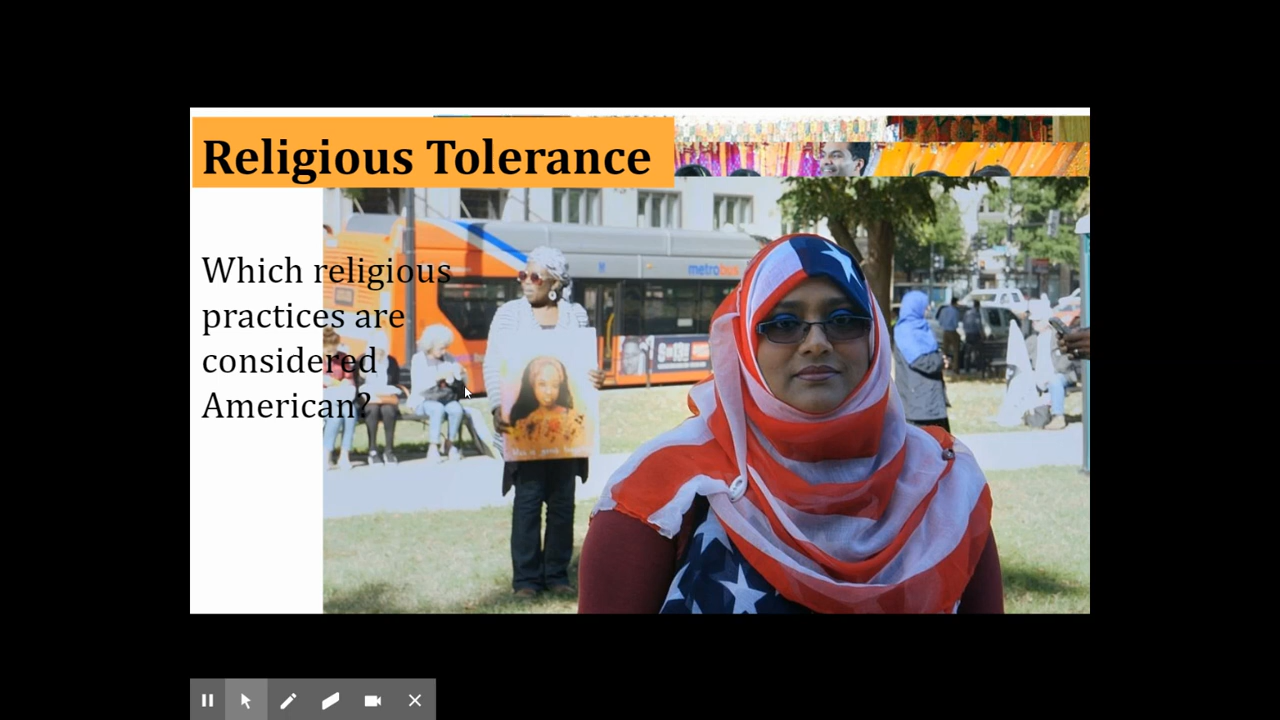 Religious Tolerance
Which religious
practices are
considered
American?
metrobus